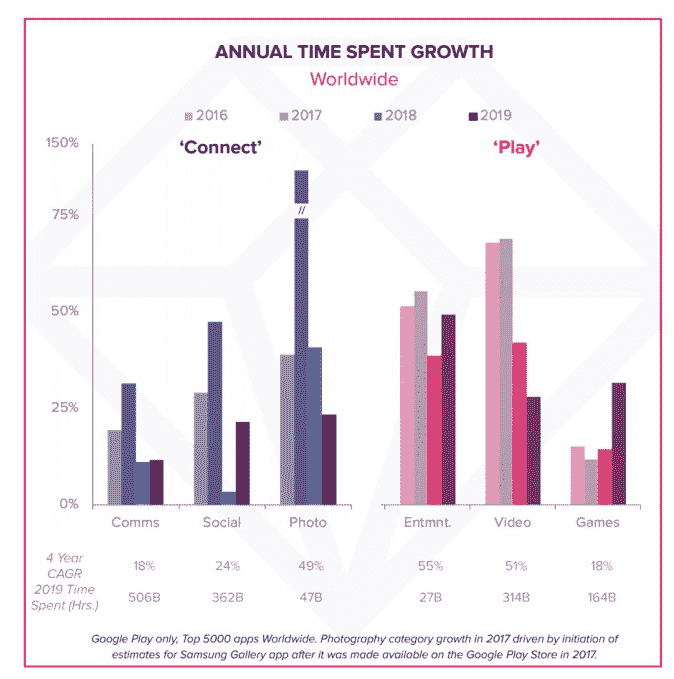 ANNUAL TIME SPENT GROWTH
Worldwide
2016 2017 2018 2019
150%
‘Connect’ ‘Play’
75%
//
50%
25%
0%
Comms Social Photo Entmnt. Video Games
4 Year
CAGR
18% 24% 49% 55% 51% 18%
2019 Time
Spent (Hrs.)
506B 362B 47B 27B 314B 164B
Google Play only, Top 5000 apps Worldwide. Photography category growth in 2017 driven by initiation of
estimates for Samsung Gallery app after it was made available on the Google Play Store in 2017.